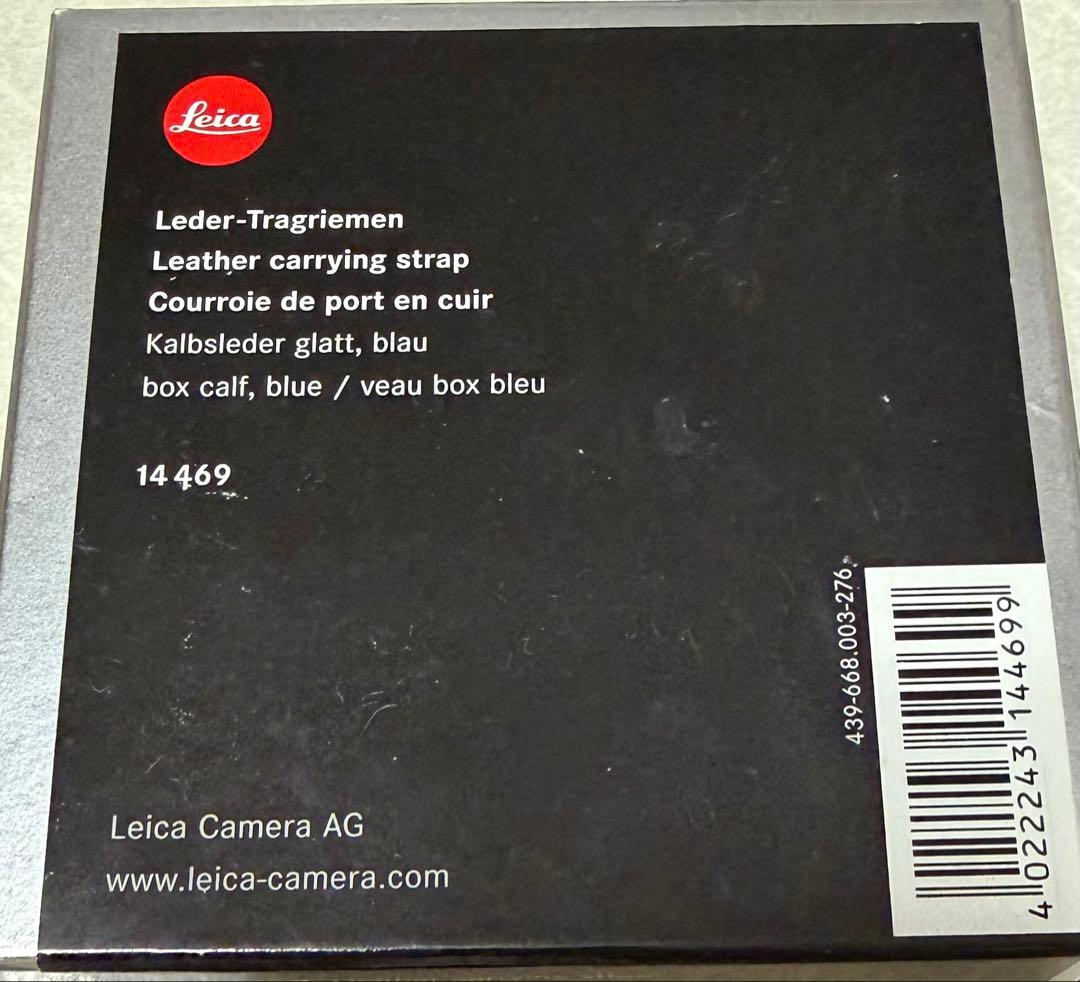 Leica
Leder-Tragriemen
Leather carrying strap
Courroie de port en cuir
Kalbsleder glatt, blau
box calf, blue / veau box bleu
14 469
439-668.003-276
4 022243 144699
Leica Camera AG
www.leica-camera.com